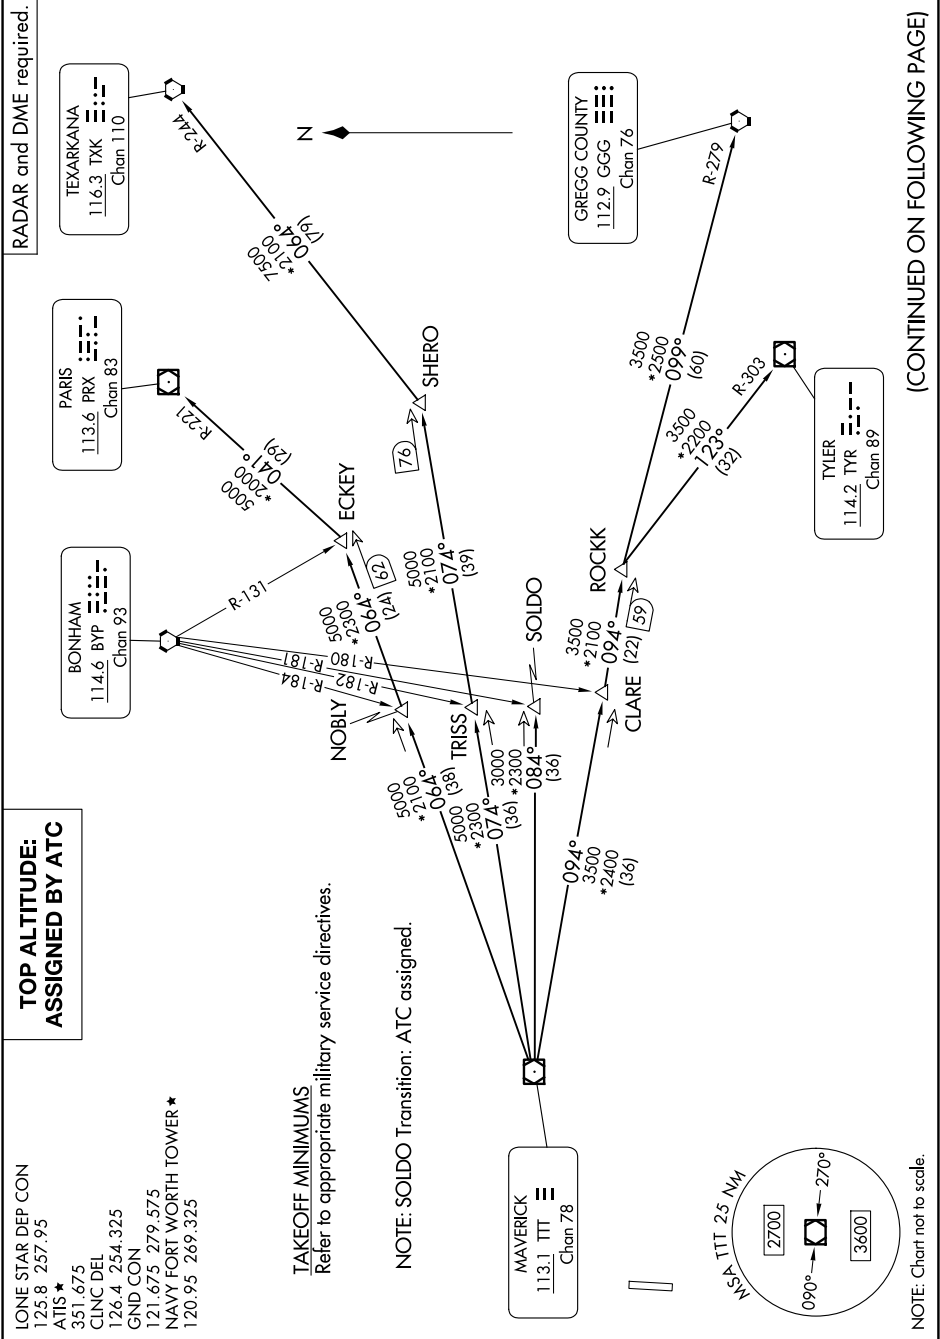 RADAR and DME required.
LONE STAR DEP CON
125.8 257.95
ATIS ★
351.675
CLNC DEL
126.4 254.325
GND CON
121.675 279.575
NAVY FORT WORTH TOWER ★
120.95 269.325
TOP ALTITUDE:
ASSIGNED BY ATC
TAKEOFF MINIMUMS
Refer to appropriate military service directives.
NOTE: SOLDO Transition: ATC assigned.
BONHAM
114.6 BYP
Chan 93
PARIS
113.6 PRX
Chan 83
TEXARKANA
116.3 TXK
Chan 110
N
R-244
7500
*2100
064°
(79)
R-221
5000
*2000
041°
(29)
R-131
R-184
R-181
R-182
R-180
ECKEY
62
5000
*2300
064°
(24)
NOBLY
5000
*2100
064°
(38)
SHERO
76
5000
*2100
074°
(39)
TRISS
5000
*2300
074°
(36)
SOLDO
3000
*2300
084°
(36)
CLARE
094°
3500
*2400
(36)
ROCKK
59
3500
*2100
094°
(22)
3500
*2500
099°
(60)
R-279
3500
*2200
123°
(32)
R-303
GREGG COUNTY
112.9 GGG
Chan 76
TYLER
114.2 TYR
Chan 89
MAVERICK
113.1 TTT
Chan 78
MSA TTT 25 NM
2700
090°
270°
3600
NOTE: Chart not to scale.
(CONTINUED ON FOLLOWING PAGE)